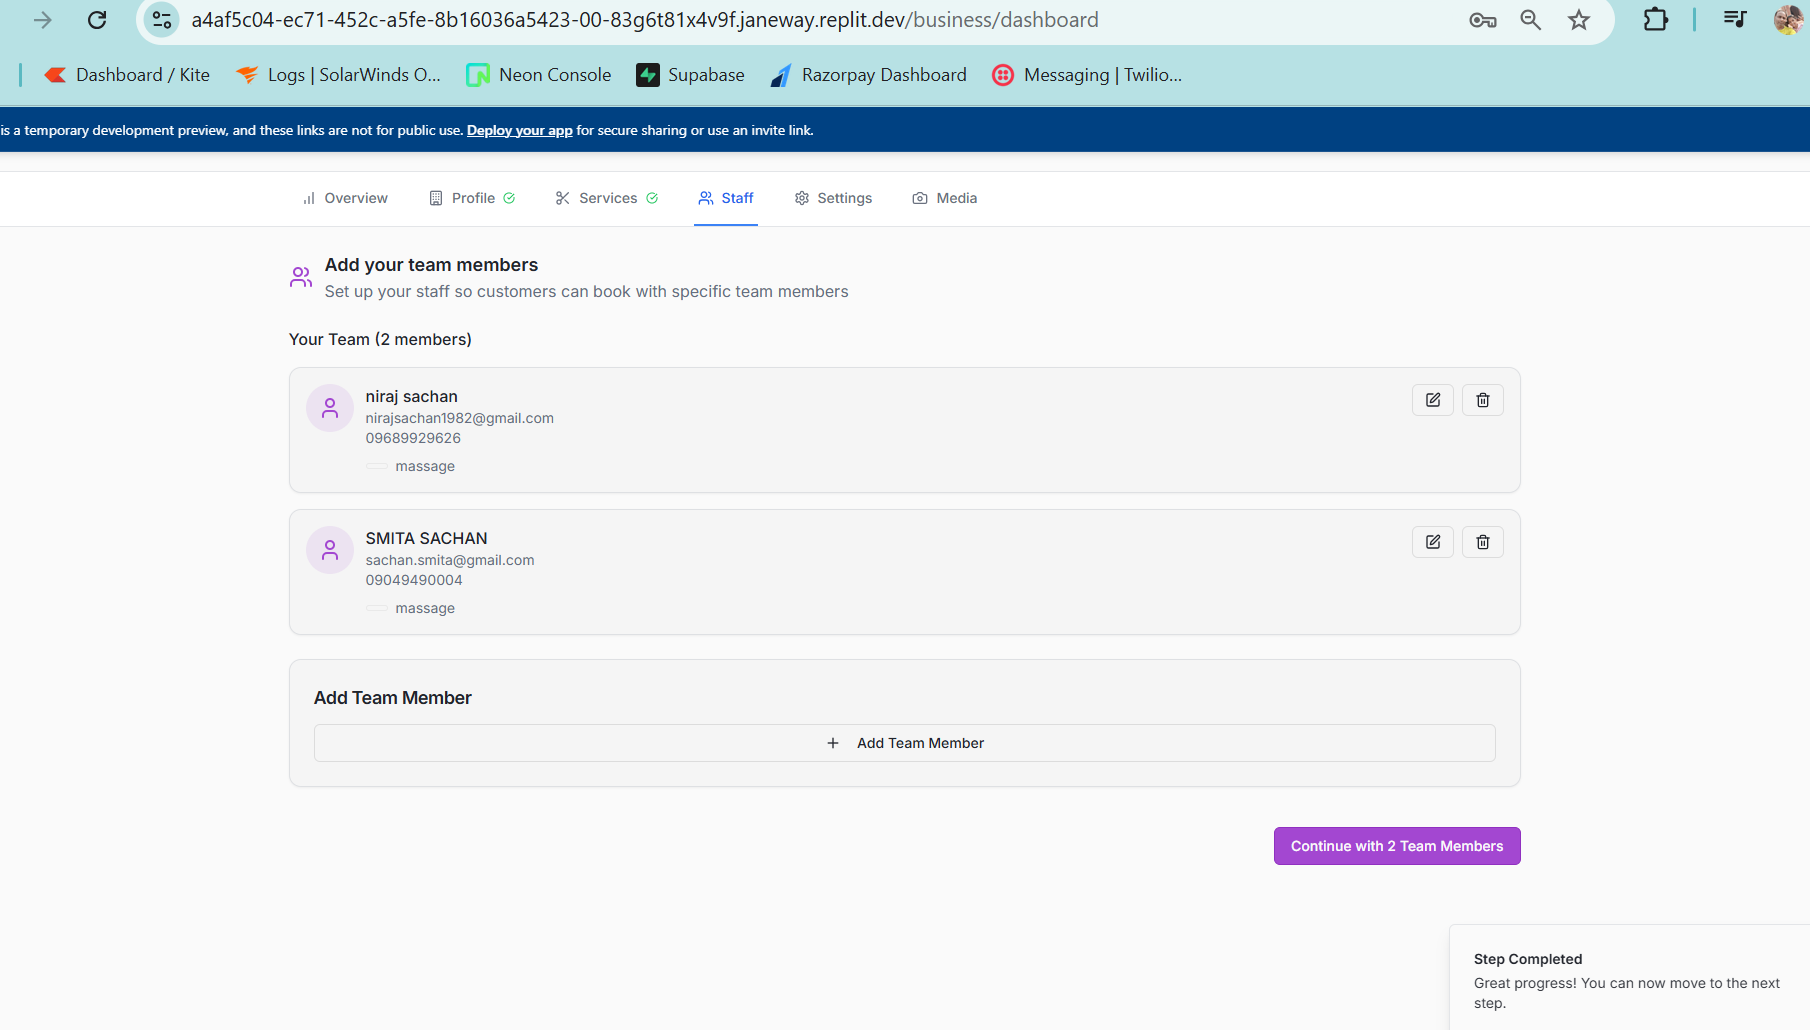 a4af5c04-ec71-452c-a5fe-8b16036a5423-00-83g6t81x4v9f.janeway.replit.dev/business/dashboard
Dashboard / Kite Logs | SolarWinds O... Neon Console Supabase Razorpay Dashboard Messaging | Twilio...
is a temporary development preview, and these links are not for public use. Deploy your app for secure sharing or use an invite link.
Overview Profile Services Staff Settings Media
Add your team members
Set up your staff so customers can book with specific team members
Your Team (2 members)
niraj sachan
nirajsachan1982@gmail.com
09689929626
massage
SMITA SACHAN
sachan.smita@gmail.com
09049490004
massage
Add Team Member
+ Add Team Member
Continue with 2 Team Members
Step Completed
Great progress! You can now move to the next
step.